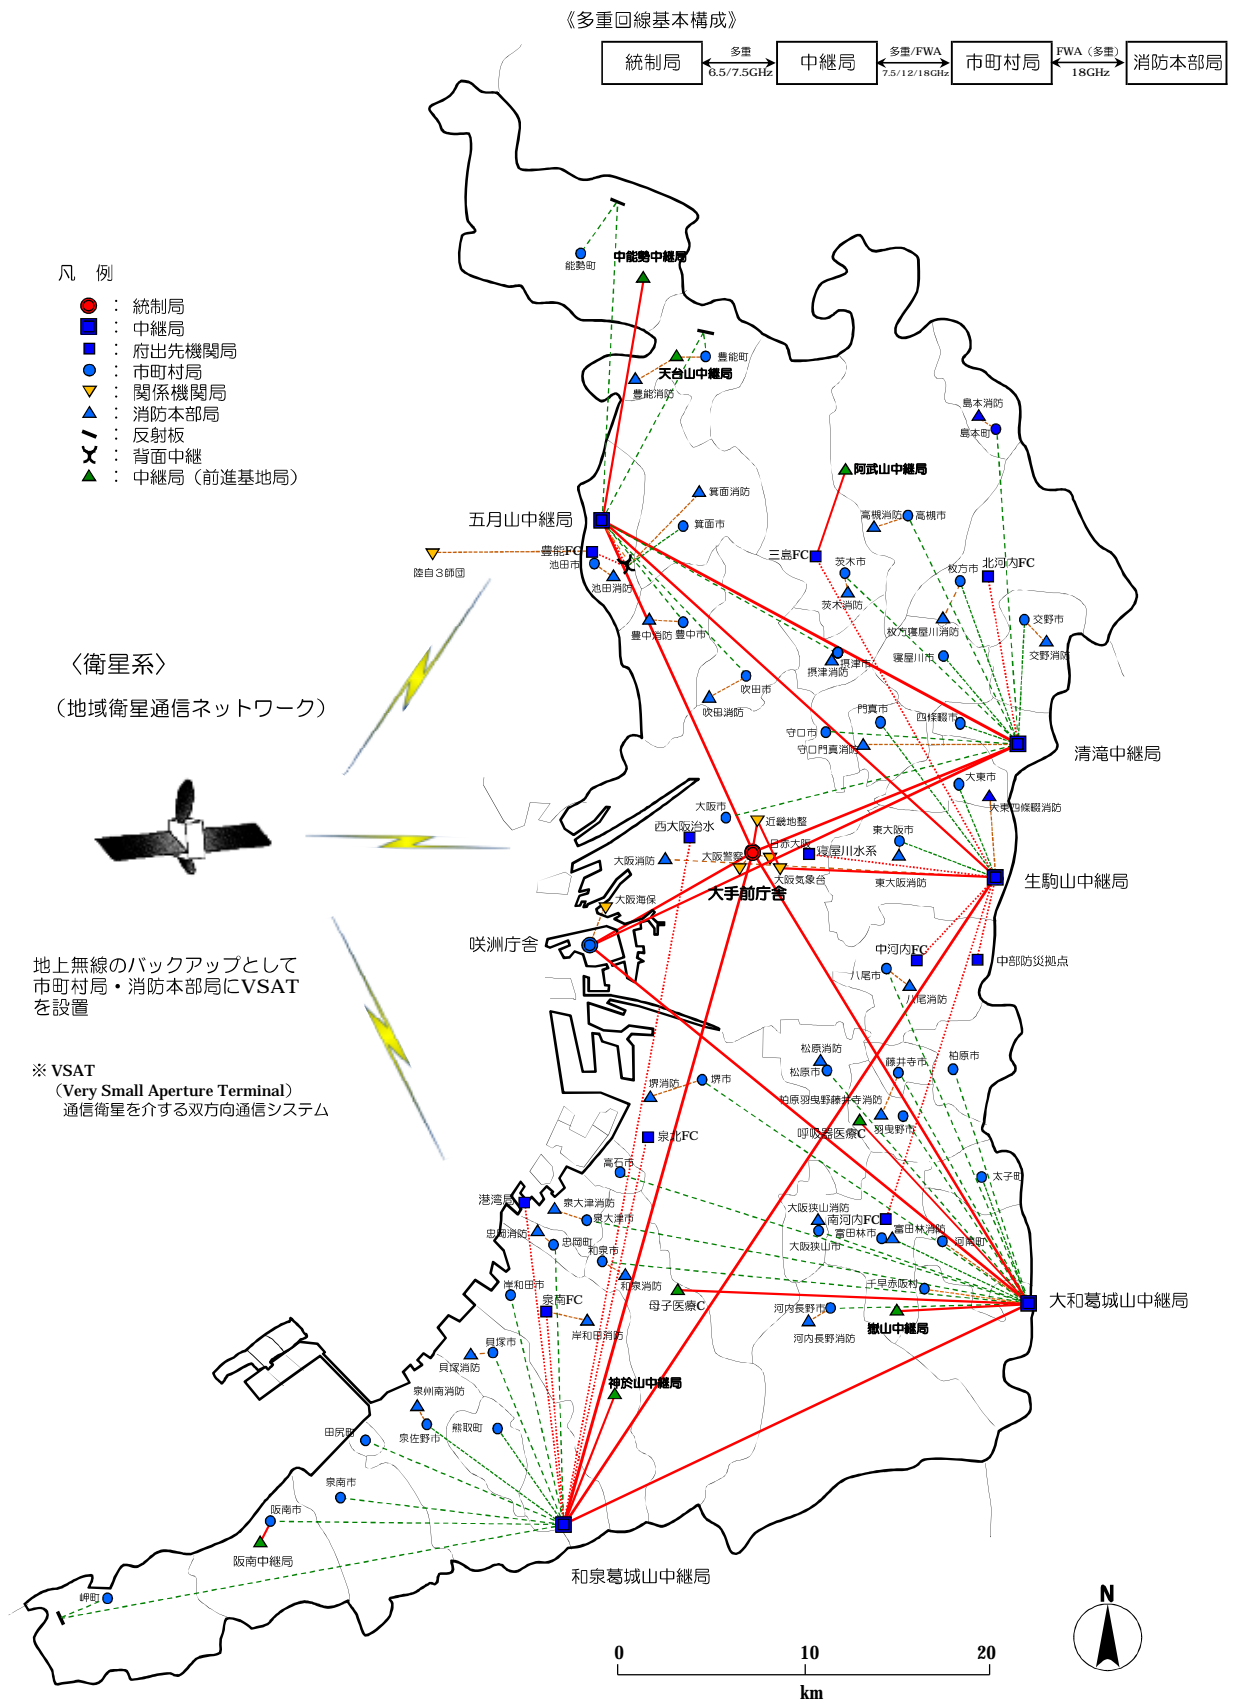 《多重回線基本構成》
統制局
多重
6.5/7.5GHz
中継局
多重/FWA
7.5/12/18GHz
市町村局
FWA（多重）
18GHz
消防本部局
凡　例
：統制局
：中継局
：府出先機関局
：市町村局
：関係機関局
：消防本部局
：反射板
：背面中継
：中継局（前進基地局）
能勢町
中能勢中継局
豊能町
天台山中継局
豊能消防
島本消防
島本町
阿武山中継局
箕面消防
五月山中継局
箕面市
高槻消防
高槻市
豊能FC
池田市
陸自３師団
池田消防
三島FC
茨木市
茨木消防
枚方市
北河内FC
豊中消防
豊中市
枚方寝屋川消防
交野市
交野消防
摂津市
摂津消防
寝屋川市
吹田市
吹田消防
門真市
四條畷市
守口市
守口門真消防
清滝中継局
〈衛星系〉
（地域衛星通信ネットワーク）
大東市
大東四條畷消防
大阪市
近畿地整
西大阪治水
日赤大阪
東大阪市
寝屋川水系
大阪消防
大阪警察
大阪気象台
東大阪消防
生駒山中継局
大手前庁舎
大阪海保
咲洲庁舎
中河内FC
中部防災拠点
八尾市
八尾消防
地上無線のバックアップとして
市町村局・消防本部局にVSAT
を設置
※ VSAT
（Very Small Aperture Terminal）
通信衛星を介する双方向通信システム
松原消防
松原市
藤井寺市
柏原市
堺消防
堺市
柏原羽曳野藤井寺消防
羽曳野市
呼吸器医療C
泉北FC
高石市
太子町
港湾局
泉大津消防
泉大津市
大阪狭山消防
南河内FC
富田林消防
富田林市
忠岡消防
忠岡町
和泉市
大阪狭山市
河南町
和泉消防
千早赤阪村
岸和田市
泉南FC
母子医療C
河内長野市
大和葛城山中継局
岸和田消防
河内長野消防
嶽山中継局
貝塚市
貝塚消防
泉州南消防
神於山中継局
田尻町
泉佐野市
熊取町
泉南市
阪南市
阪南中継局
和泉葛城山中継局
岬町
N
0
10
20
km